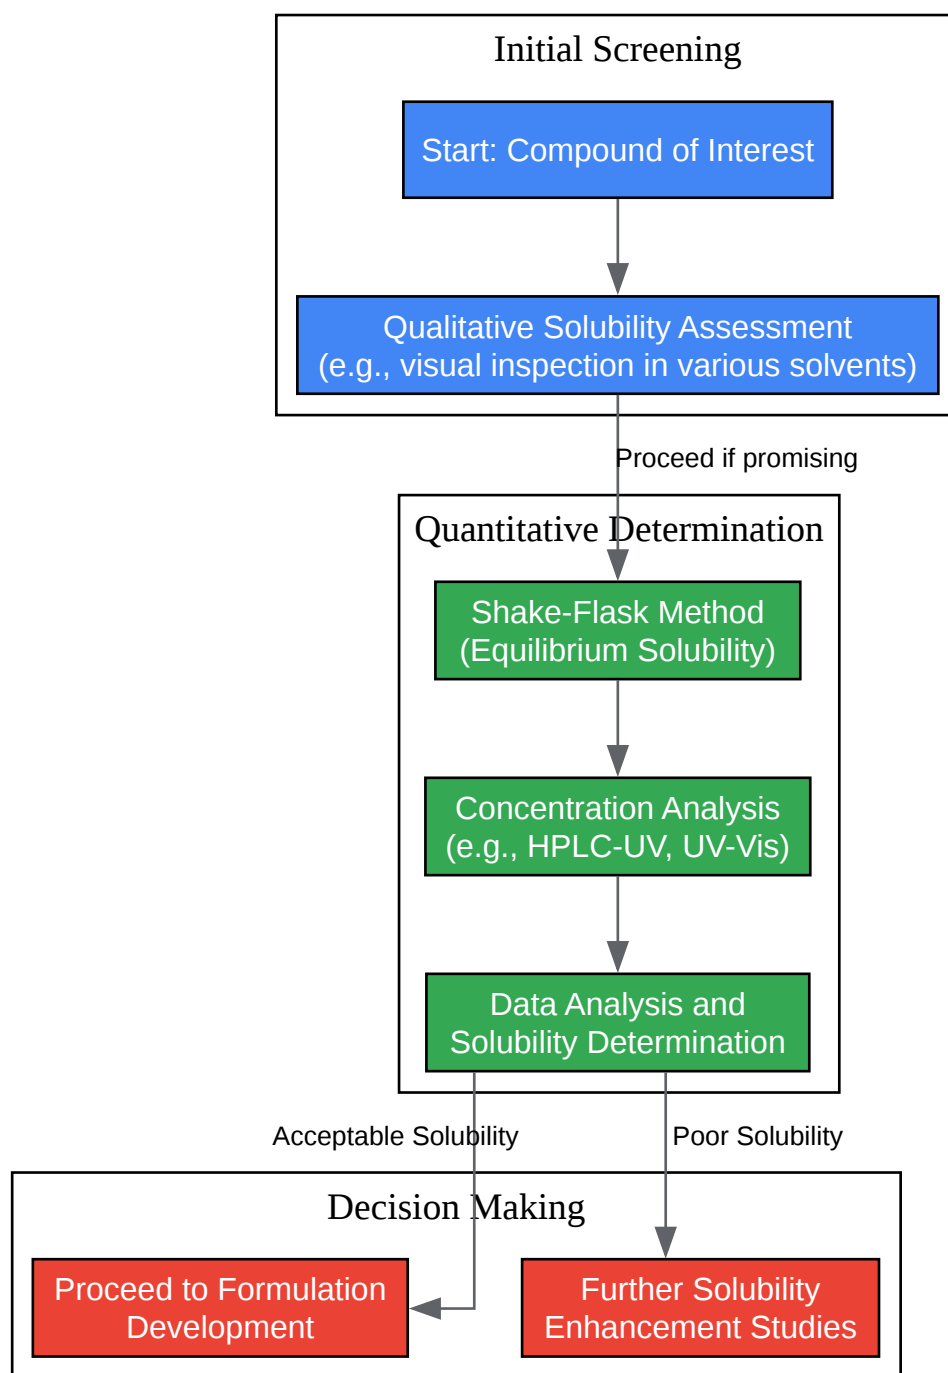 Initial Screening
Start: Compound of Interest
Qualitative Solubility Assessment
(e.g., visual inspection in various solvents)
Proceed if promising
Quantitative Determination
Shake-Flask Method
(Equilibrium Solubility)
Concentration Analysis
(e.g., HPLC-UV, UV-Vis)
Data Analysis and
Solubility Determination
Acceptable Solubility
Poor Solubility
Decision Making
Proceed to Formulation
Development
Further Solubility
Enhancement Studies